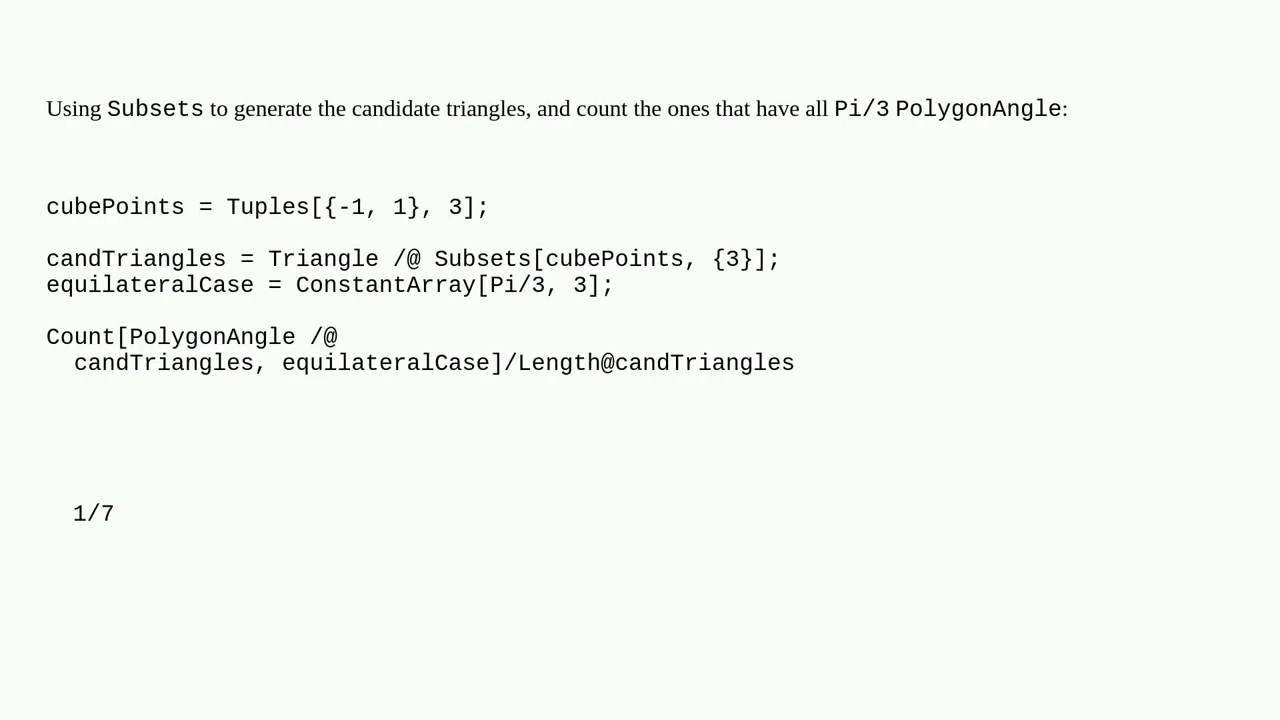 Using Subsets to generate the candidate triangles, and count the ones that have all Pi/3 PolygonAngle:
cubePoints = Tuples[{-1, 1}, 3];
candTriangles = Triangle /@ Subsets[cubePoints, {3}];
equilateralCase = ConstantArray[Pi/3, 3];
Count[PolygonAngle /@
  candTriangles, equilateralCase]/Length@candTriangles
1/7